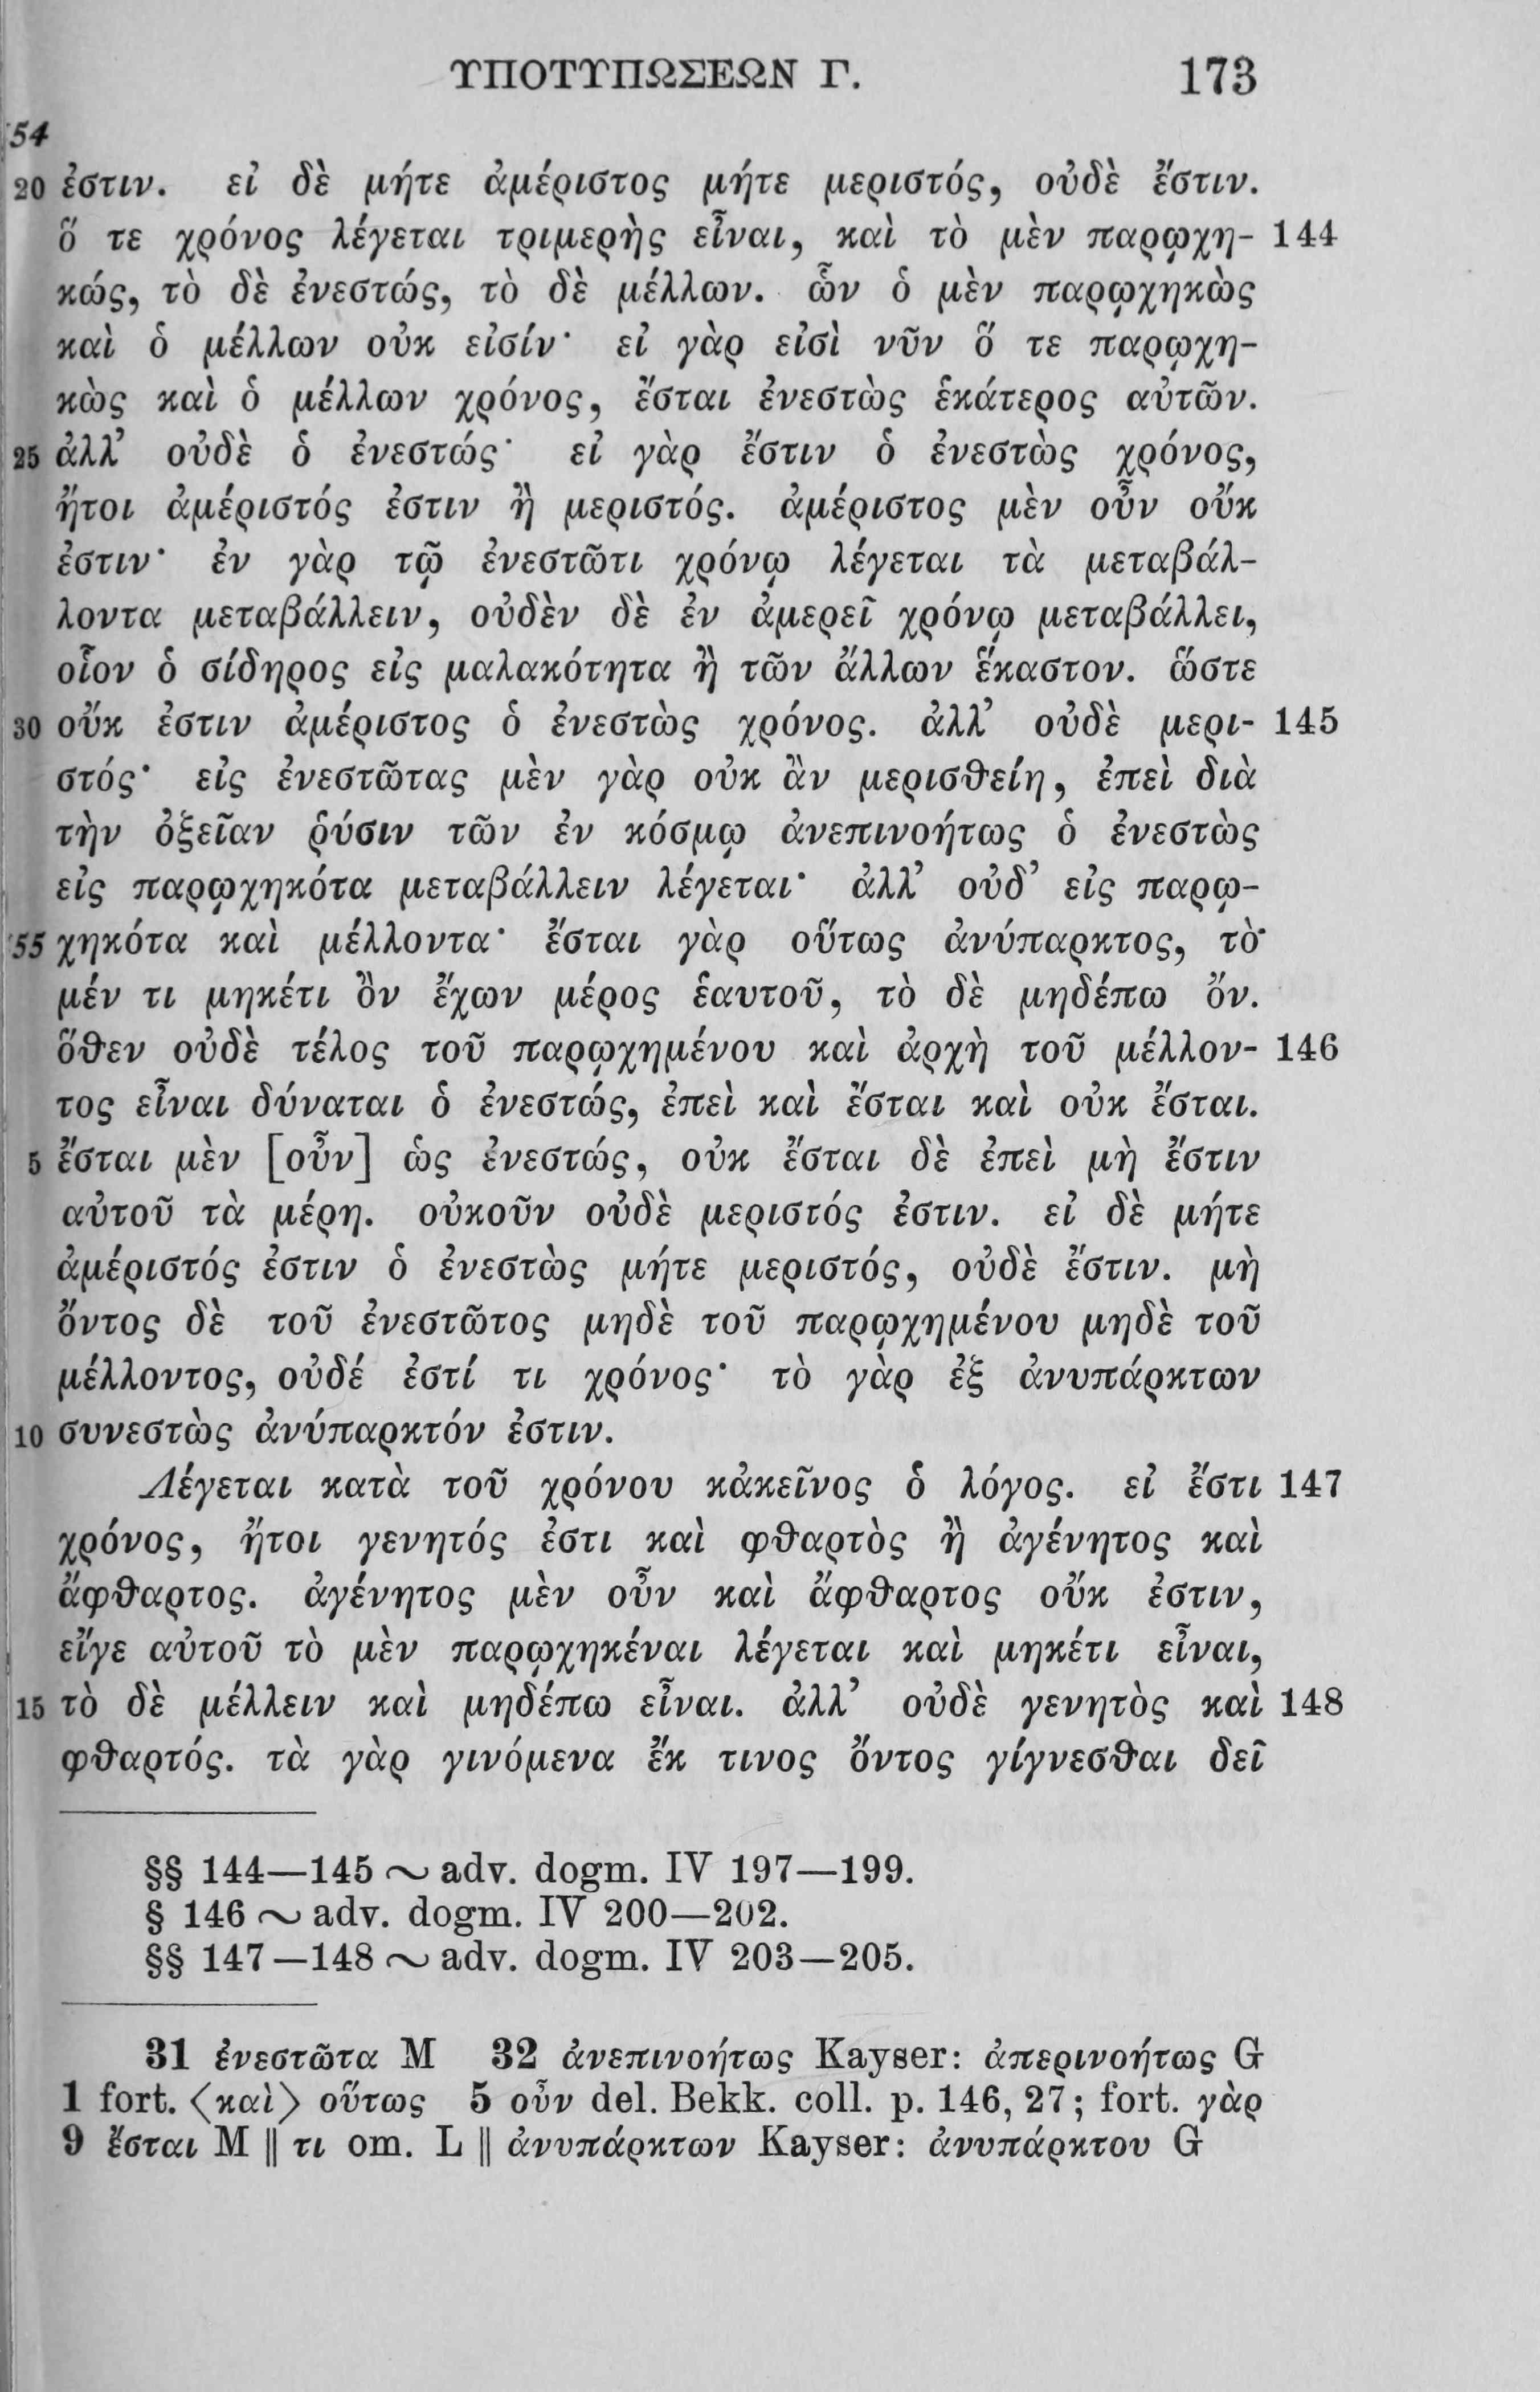 ΥΠΟΤΥΠΩΣΕΩΝ Γ. 173
54
20 ἐστιν. εἰ δὲ μήτε ἀμέριστος μήτε μεριστός, οὐδὲ ἔστιν.
ὅ τε χρόνος λέγεται τριμερὴς εἶναι, καὶ τὸ μὲν παρῳχη- 144
κώς, τὸ δὲ ἐνεστώς, τὸ δὲ μέλλων. ὧν ὁ μὲν παρῳχηκὼς
καὶ ὁ μέλλων οὐκ εἰσίν· εἰ γὰρ εἰσὶ νῦν ὅ τε παρῳχη-
κὼς καὶ ὁ μέλλων χρόνος, ἔσται ἐνεστὼς ἑκάτερος αὐτῶν.
25 ἀλλ’ οὐδὲ ὁ ἐνεστώς· εἰ γὰρ ἔστιν ὁ ἐνεστὼς χρόνος,
ἤτοι ἀμέριστός ἐστιν ἢ μεριστός. ἀμέριστος μὲν οὖν οὔκ
ἐστιν· ἐν γὰρ τῷ ἐνεστῶτι χρόνῳ λέγεται τὰ μεταβάλ-
λοντα μεταβάλλειν, οὐδὲν δὲ ἐν ἀμερεῖ χρόνῳ μεταβάλλει,
οἷον ὁ σίδηρος εἰς μαλακότητα ἢ τῶν ἄλλων ἕκαστον. ὥστε
30 οὔκ ἐστιν ἀμέριστος ὁ ἐνεστὼς χρόνος. ἀλλ’ οὐδὲ μερι- 145
στός· εἰς ἐνεστῶτας μὲν γὰρ οὐκ ἂν μερισθείη, ἐπεὶ διὰ
τὴν ὀξεῖαν ῥύσιν τῶν ἐν κόσμῳ ἀνεπινοήτως ὁ ἐνεστὼς
εἰς παρῳχηκότα μεταβάλλειν λέγεται· ἀλλ’ οὐδ’ εἰς παρῳ-
55 χηκότα καὶ μέλλοντα· ἔσται γὰρ οὕτως ἀνύπαρκτος, τὸ
μέν τι μηκέτι ὂν ἔχων μέρος ἑαυτοῦ, τὸ δὲ μηδέπω ὄν.
ὅθεν οὐδὲ τέλος τοῦ παρῳχημένου καὶ ἀρχὴ τοῦ μέλλον- 146
τος εἶναι δύναται ὁ ἐνεστώς, ἐπεὶ καὶ ἔσται καὶ οὐκ ἔσται.
5 ἔσται μὲν [οὖν] ὡς ἐνεστώς, οὐκ ἔσται δὲ ἐπεὶ μὴ ἔστιν
αὐτοῦ τὰ μέρη. οὐκοῦν οὐδὲ μεριστός ἐστιν. εἰ δὲ μήτε
ἀμέριστός ἐστιν ὁ ἐνεστὼς μήτε μεριστός, οὐδὲ ἔστιν. μὴ
ὄντος δὲ τοῦ ἐνεστῶτος μηδὲ τοῦ παρῳχημένου μηδὲ τοῦ
μέλλοντος, οὐδέ ἐστί τι χρόνος· τὸ γὰρ ἐξ ἀνυπάρκτων
10 συνεστὼς ἀνύπαρκτόν ἐστιν.
Λέγεται κατὰ τοῦ χρόνου κἀκεῖνος ὁ λόγος. εἰ ἔστι 147
χρόνος, ἤτοι γενητός ἐστι καὶ φθαρτὸς ἢ ἀγένητος καὶ
ἄφθαρτος. ἀγένητος μὲν οὖν καὶ ἄφθαρτος οὔκ ἐστιν,
εἴγε αὐτοῦ τὸ μὲν παρῳχηκέναι λέγεται καὶ μηκέτι εἶναι,
15 τὸ δὲ μέλλειν καὶ μηδέπω εἶναι. ἀλλ’ οὐδὲ γενητὸς καὶ 148
φθαρτός. τὰ γὰρ γινόμενα ἔκ τινος ὄντος γίγνεσθαι δεῖ
§§ 144—145 ∼ adv. dogm. IV 197—199.
§ 146 ∼ adv. dogm. IV 200—202.
§§ 147—148 ∼ adv. dogm. IV 203—205.
31 ἐνεστῶτα M 32 ἀνεπινοήτως Kayser: ἀπερινοήτως G
1 fort. ⟨καὶ⟩ οὕτως 5 οὖν del. Bekk. coll. p. 146, 27; fort. γὰρ
9 ἔσται M ‖ τι om. L ‖ ἀνυπάρκτων Kayser: ἀνυπάρκτου G